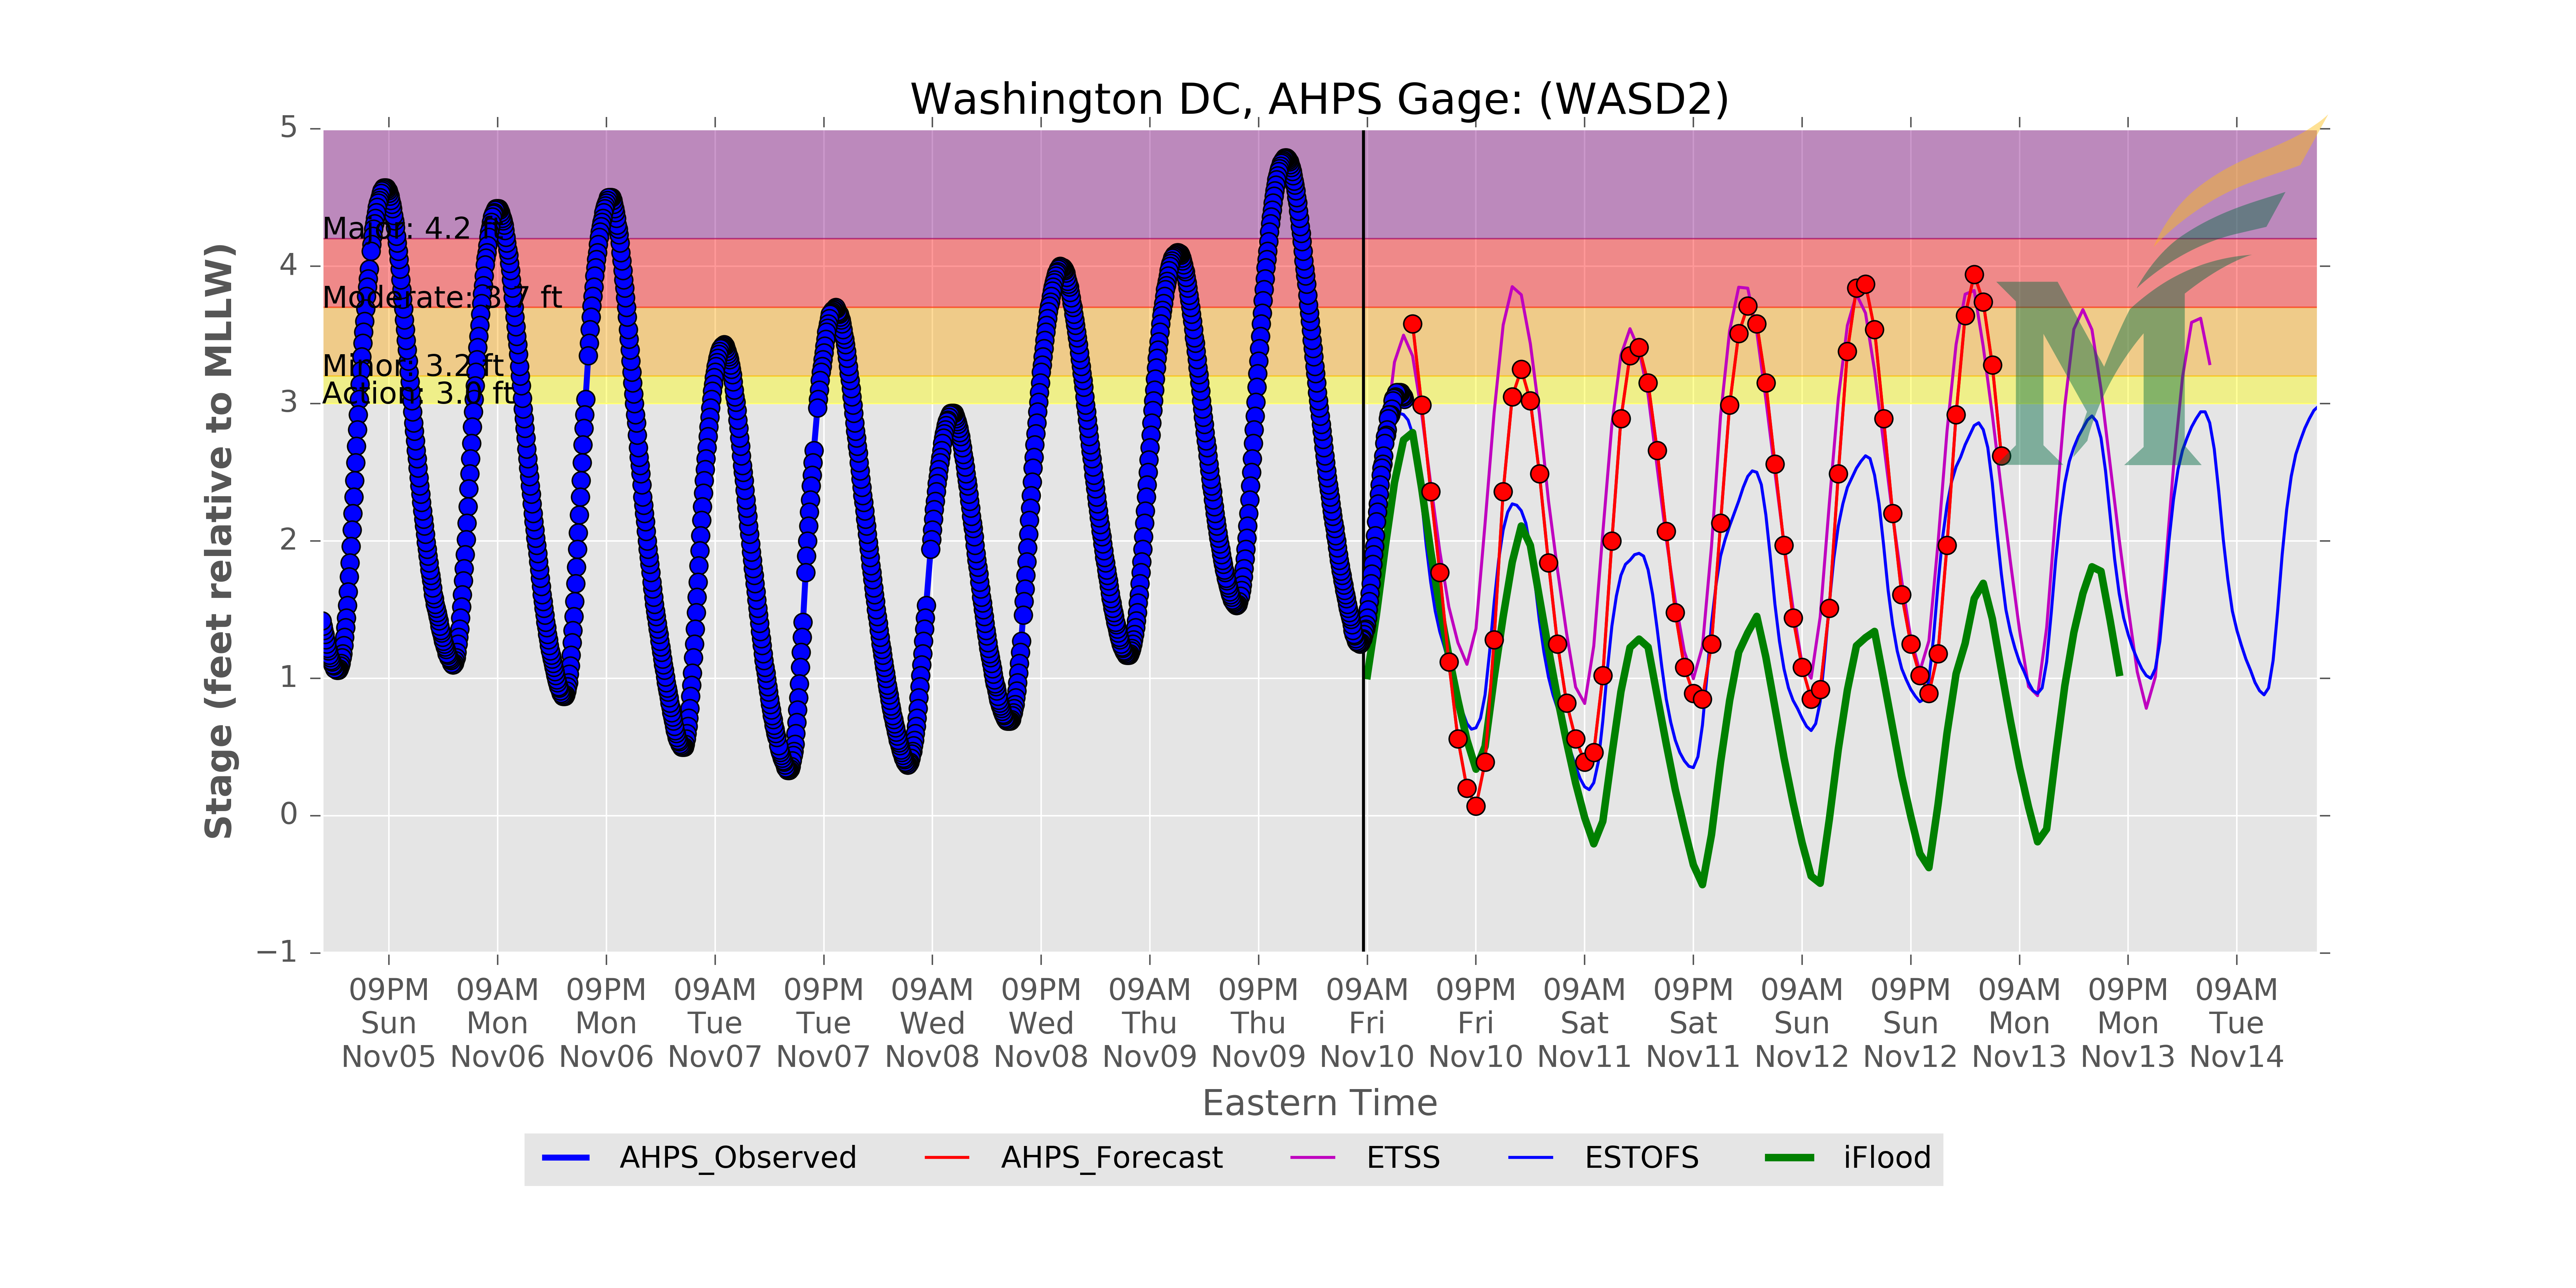 Washington DC, AHPS Gage: (WASD2)
Stage (feet relative to MLLW)
5
4
3
2
1
0
−1
Major: 4.2 ft
Moderate: 3.7 ft
Minor: 3.2 ft
Action: 3.0 ft
M
09PM 09AM 09PM 09AM 09PM 09AM 09PM 09AM 09PM 09AM 09PM 09AM 09PM 09AM 09PM 09AM 09PM 09AM
Sun Mon Mon Tue Tue Wed Wed Thu Thu Fri Fri Sat Sat Sun Sun Mon Mon Tue
Nov05 Nov06 Nov06 Nov07 Nov07 Nov08 Nov08 Nov09 Nov09 Nov10 Nov10 Nov11 Nov11 Nov12 Nov12 Nov13 Nov13 Nov14
Eastern Time
AHPS_Observed AHPS_Forecast ETSS ESTOFS iFlood